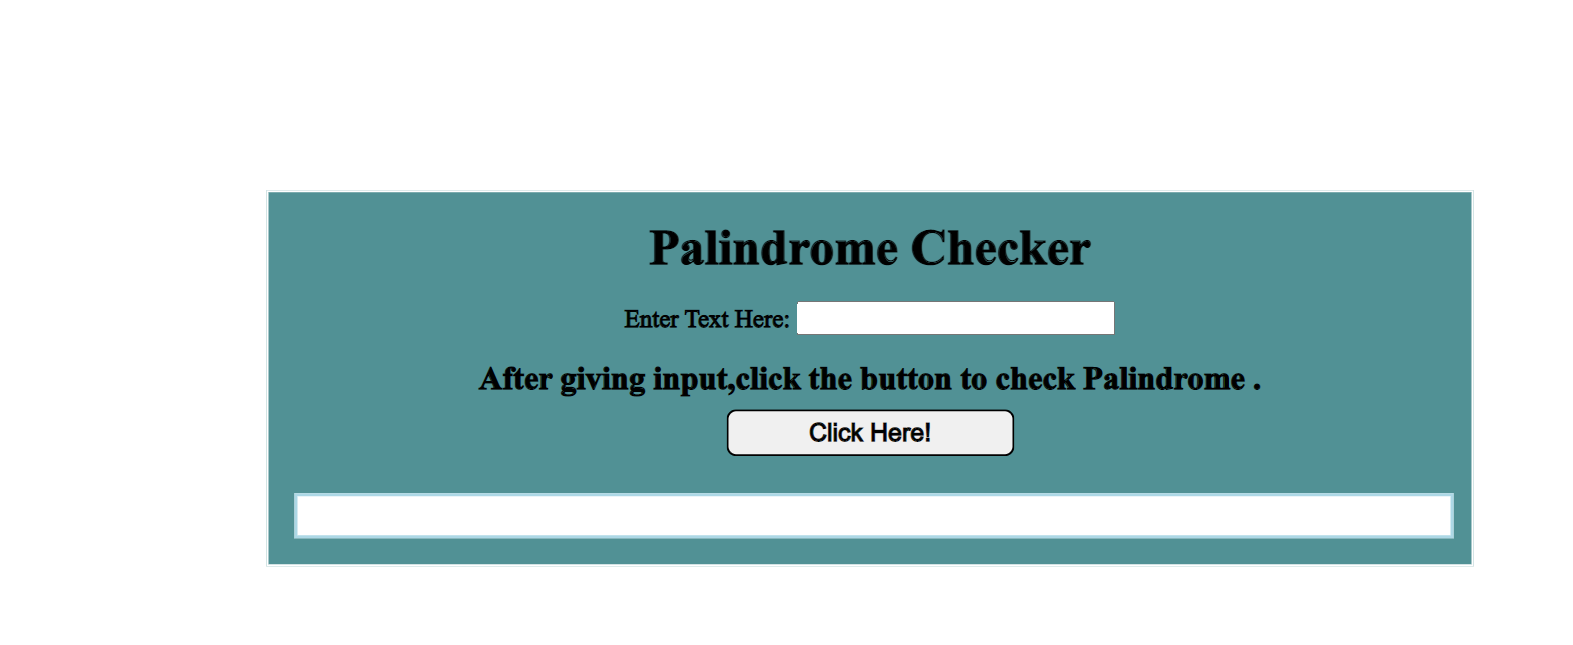 Palindrome Checker
Enter Text Here:
After giving input,click the button to check Palindrome .
Click Here!